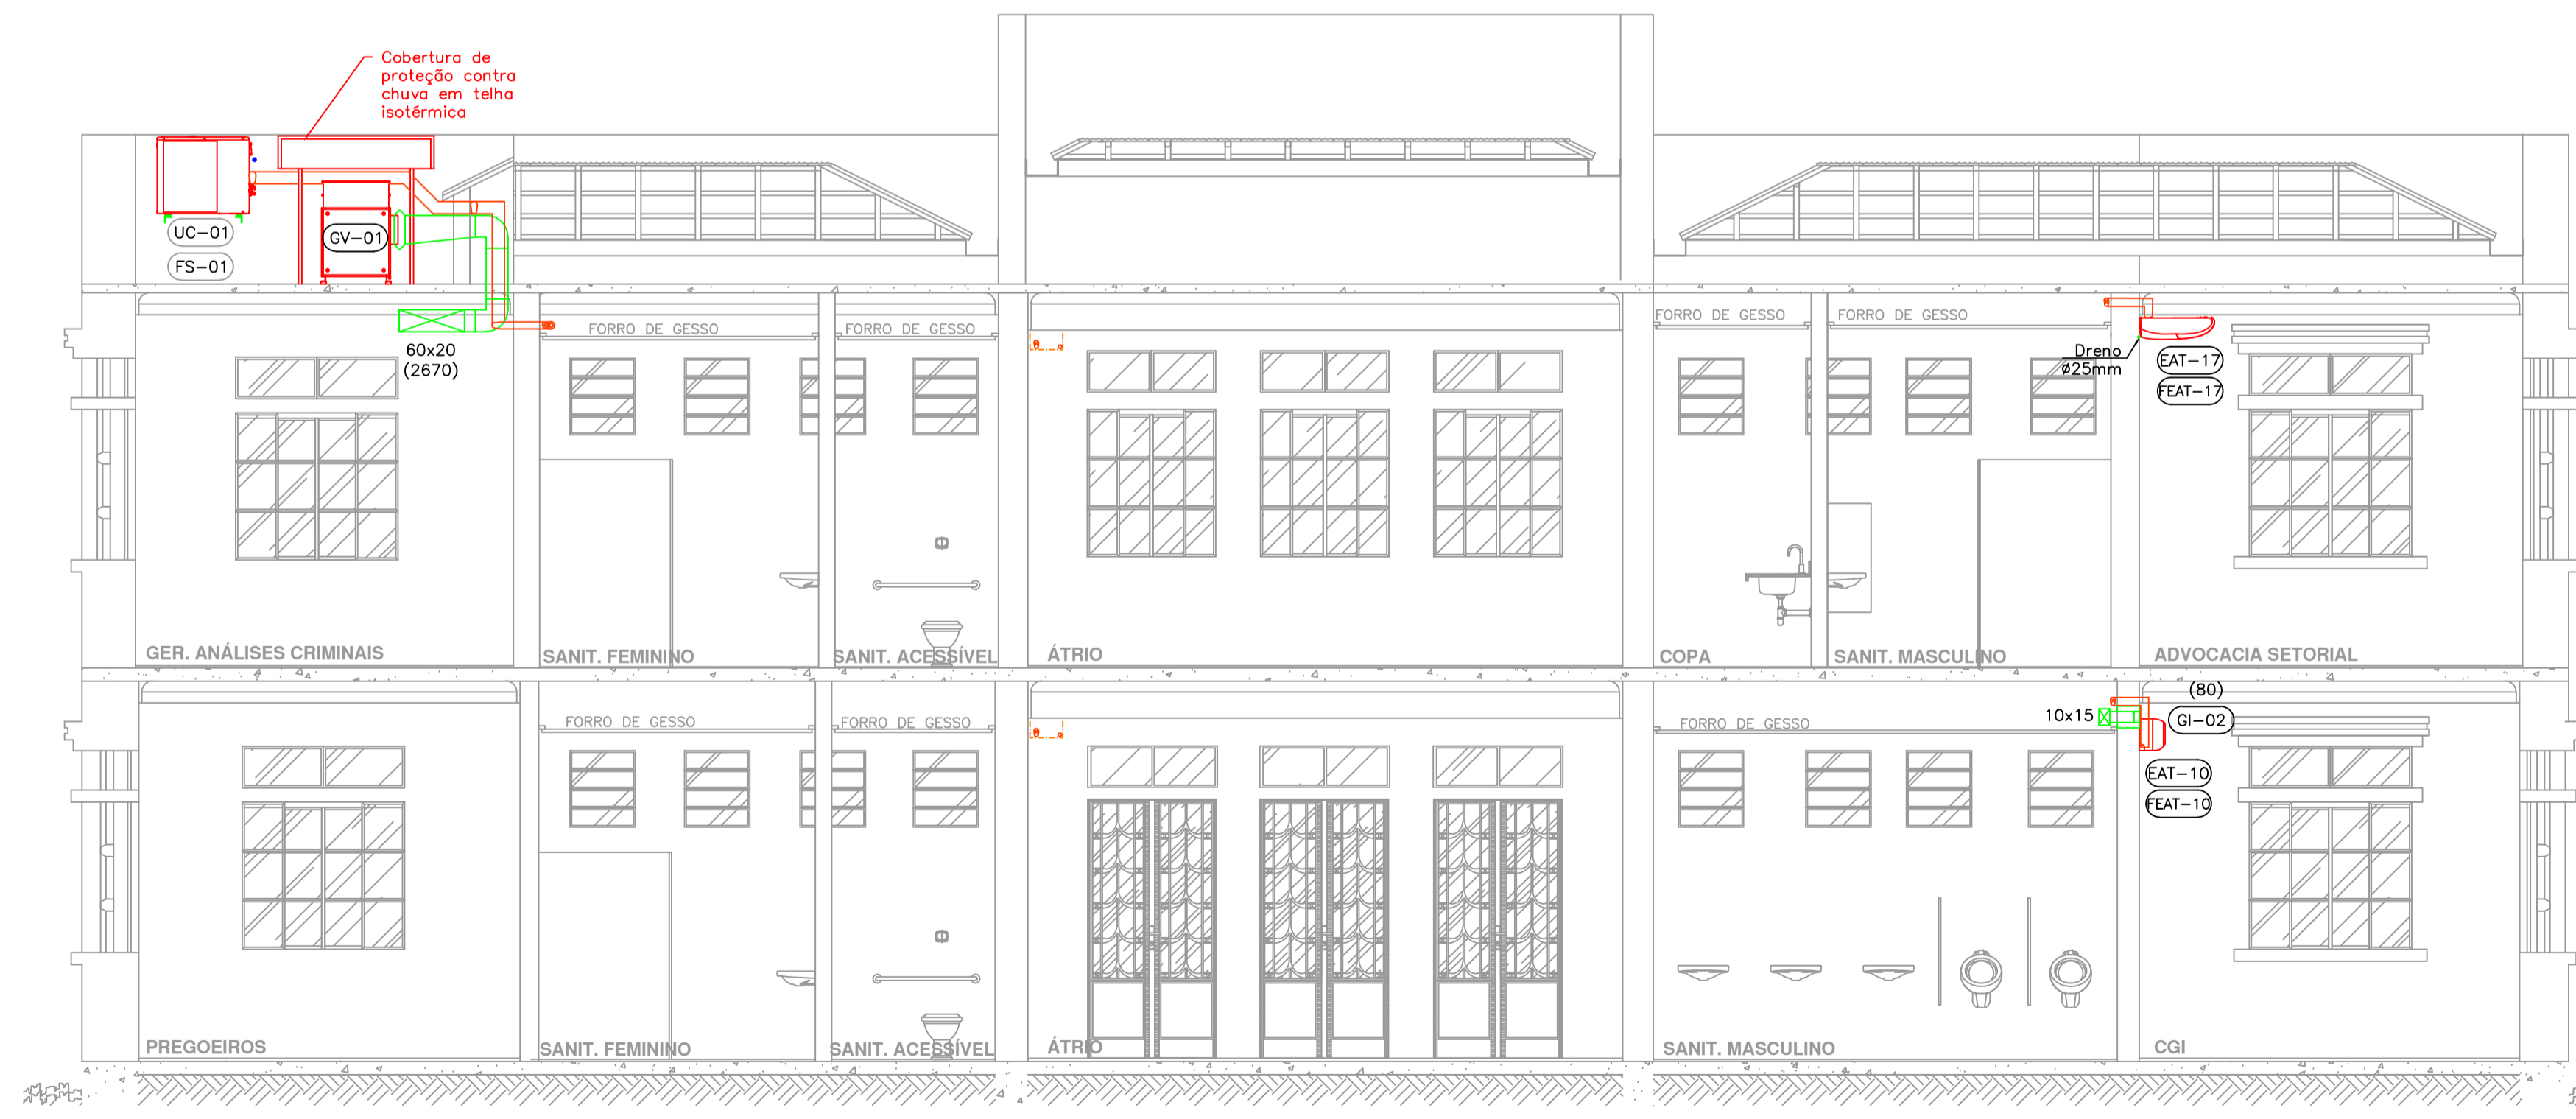 Cobertura de
proteção contra
chuva em telha
isotérmica
UC-01
FS-01
GV-01
60x20
(2670)
FORRO DE GESSO
FORRO DE GESSO
FORRO DE GESSO
FORRO DE GESSO
Dreno
ø25mm
EAT-17
FEAT-17
GER. ANÁLISES CRIMINAIS
SANIT. FEMININO
SANIT. ACESSÍVEL
ÁTRIO
COPA
SANIT. MASCULINO
ADVOCACIA SETORIAL
FORRO DE GESSO
FORRO DE GESSO
FORRO DE GESSO
10x15
(80)
GI-02
EAT-10
FEAT-10
PREGOEIROS
SANIT. FEMININO
SANIT. ACESSÍVEL
ÁTRIO
SANIT. MASCULINO
CGI